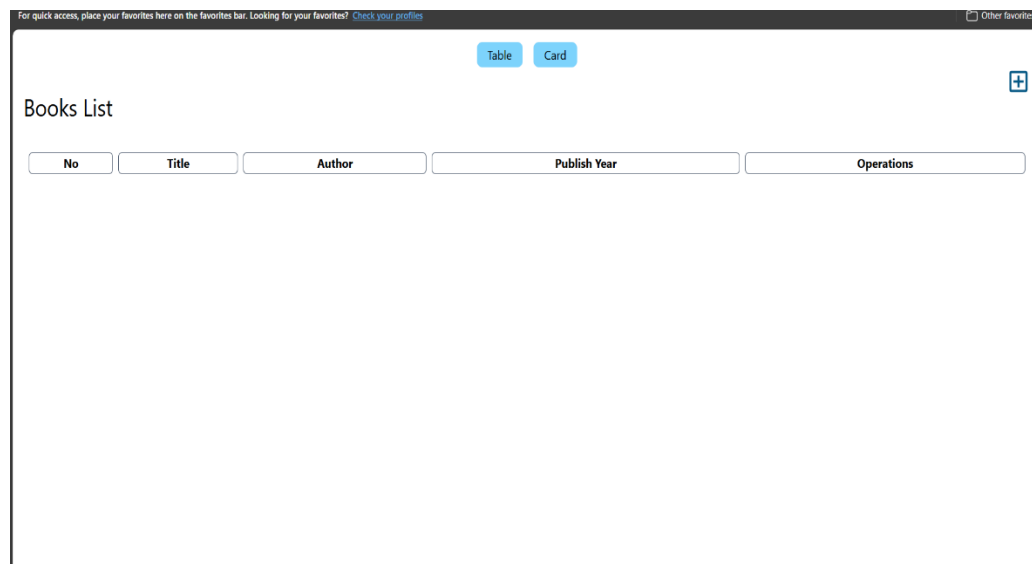 For quick access, place your favorites here on the favorites bar. Looking for your favorites? Check your profiles
Other favorites
Table Card
Books List
No Title Author Publish Year Operations